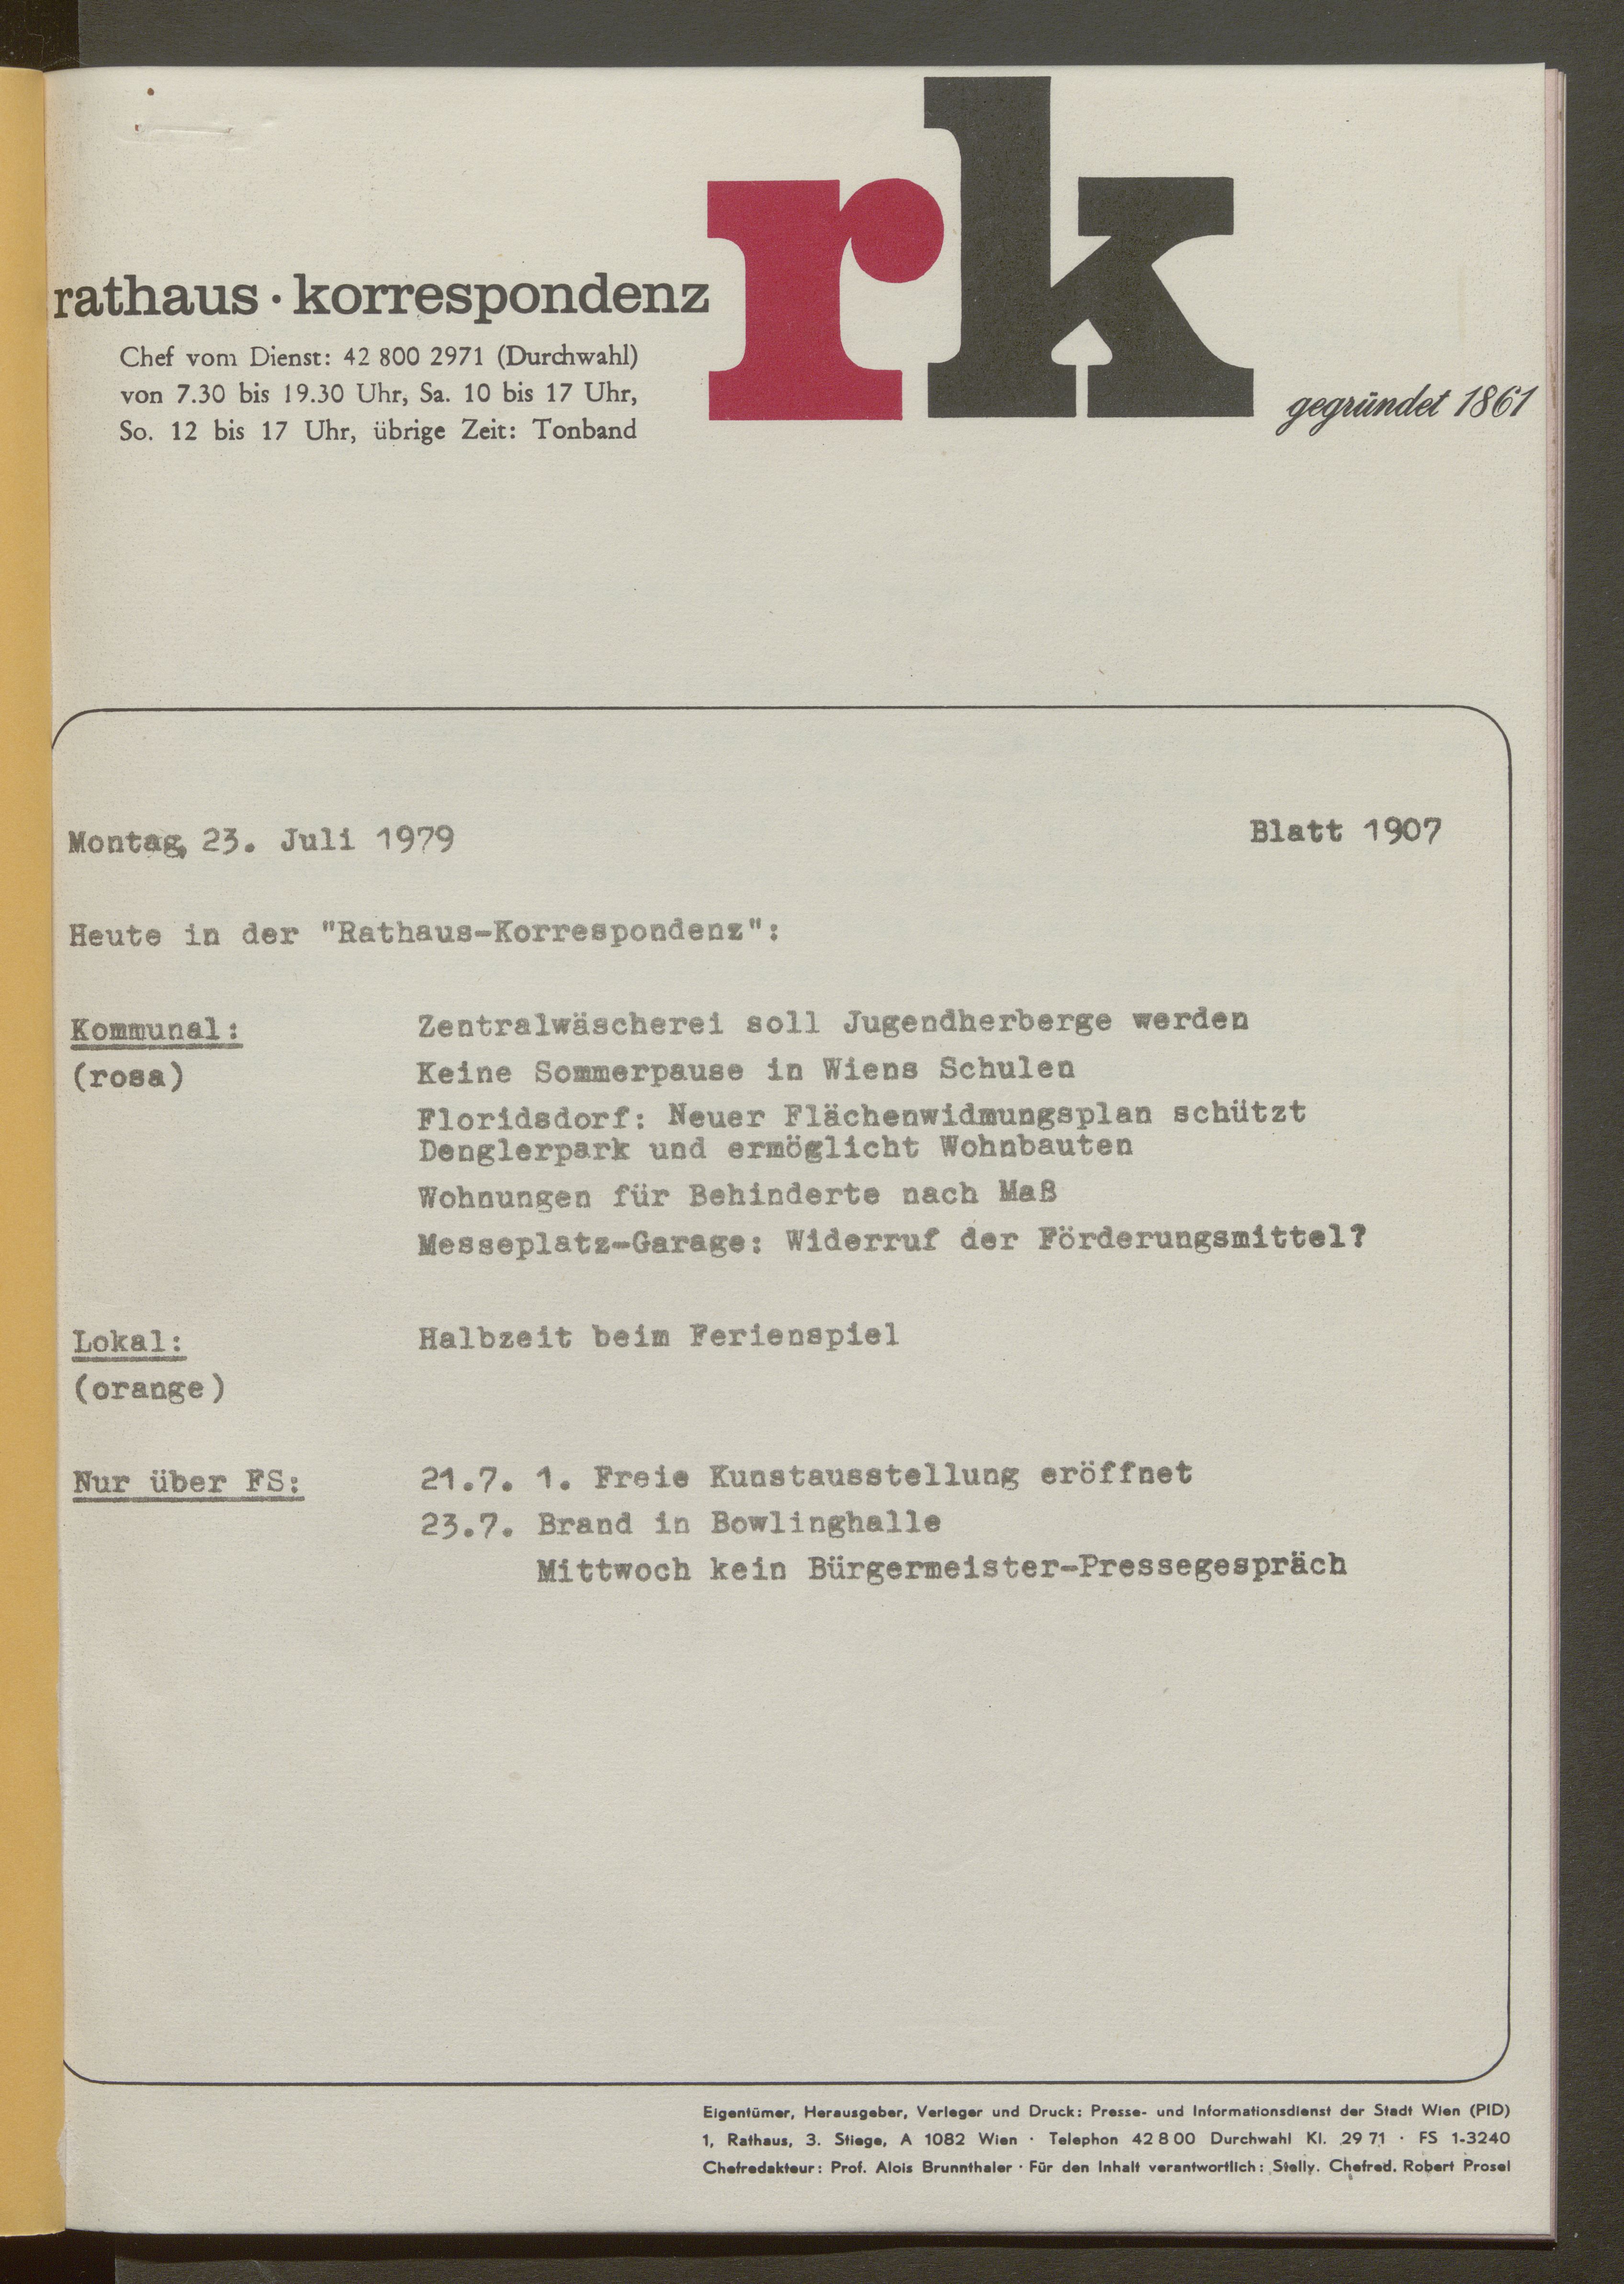 rk
rathaus · korrespondenz
Chef vom Dienst: 42 800 2971 (Durchwahl)
von 7.30 bis 19.30 Uhr, Sa. 10 bis 17 Uhr,
So. 12 bis 17 Uhr, übrige Zeit: Tonband
gegründet 1861
Montag, 23. Juli 1979 Blatt 1907
Heute in der "Rathaus-Korrespondenz":
Kommunal: Zentralwäscherei soll Jugendherberge werden
(rosa) Keine Sommerpause in Wiens Schulen
Floridsdorf: Neuer Flächenwidmungsplan schützt
Denglerpark und ermöglicht Wohnbauten
Wohnungen für Behinderte nach Maß
Messeplatz-Garage: Widerruf der Förderungsmittel?
Lokal: Halbzeit beim Ferienspiel
(orange)
Nur über FS: 21.7. 1. Freie Kunstausstellung eröffnet
23.7. Brand in Bowlinghalle
Mittwoch kein Bürgermeister-Pressegespräch
Eigentümer, Herausgeber, Verleger und Druck: Presse- und Informationsdienst der Stadt Wien (PID)
1, Rathaus, 3. Stiege, A 1082 Wien · Telephon 42 8 00 Durchwahl Kl. 29 71 · FS 1-3240
Chefredakteur: Prof. Alois Brunnthaler · Für den Inhalt verantwortlich: Stellv. Chefred. Robert Prosel